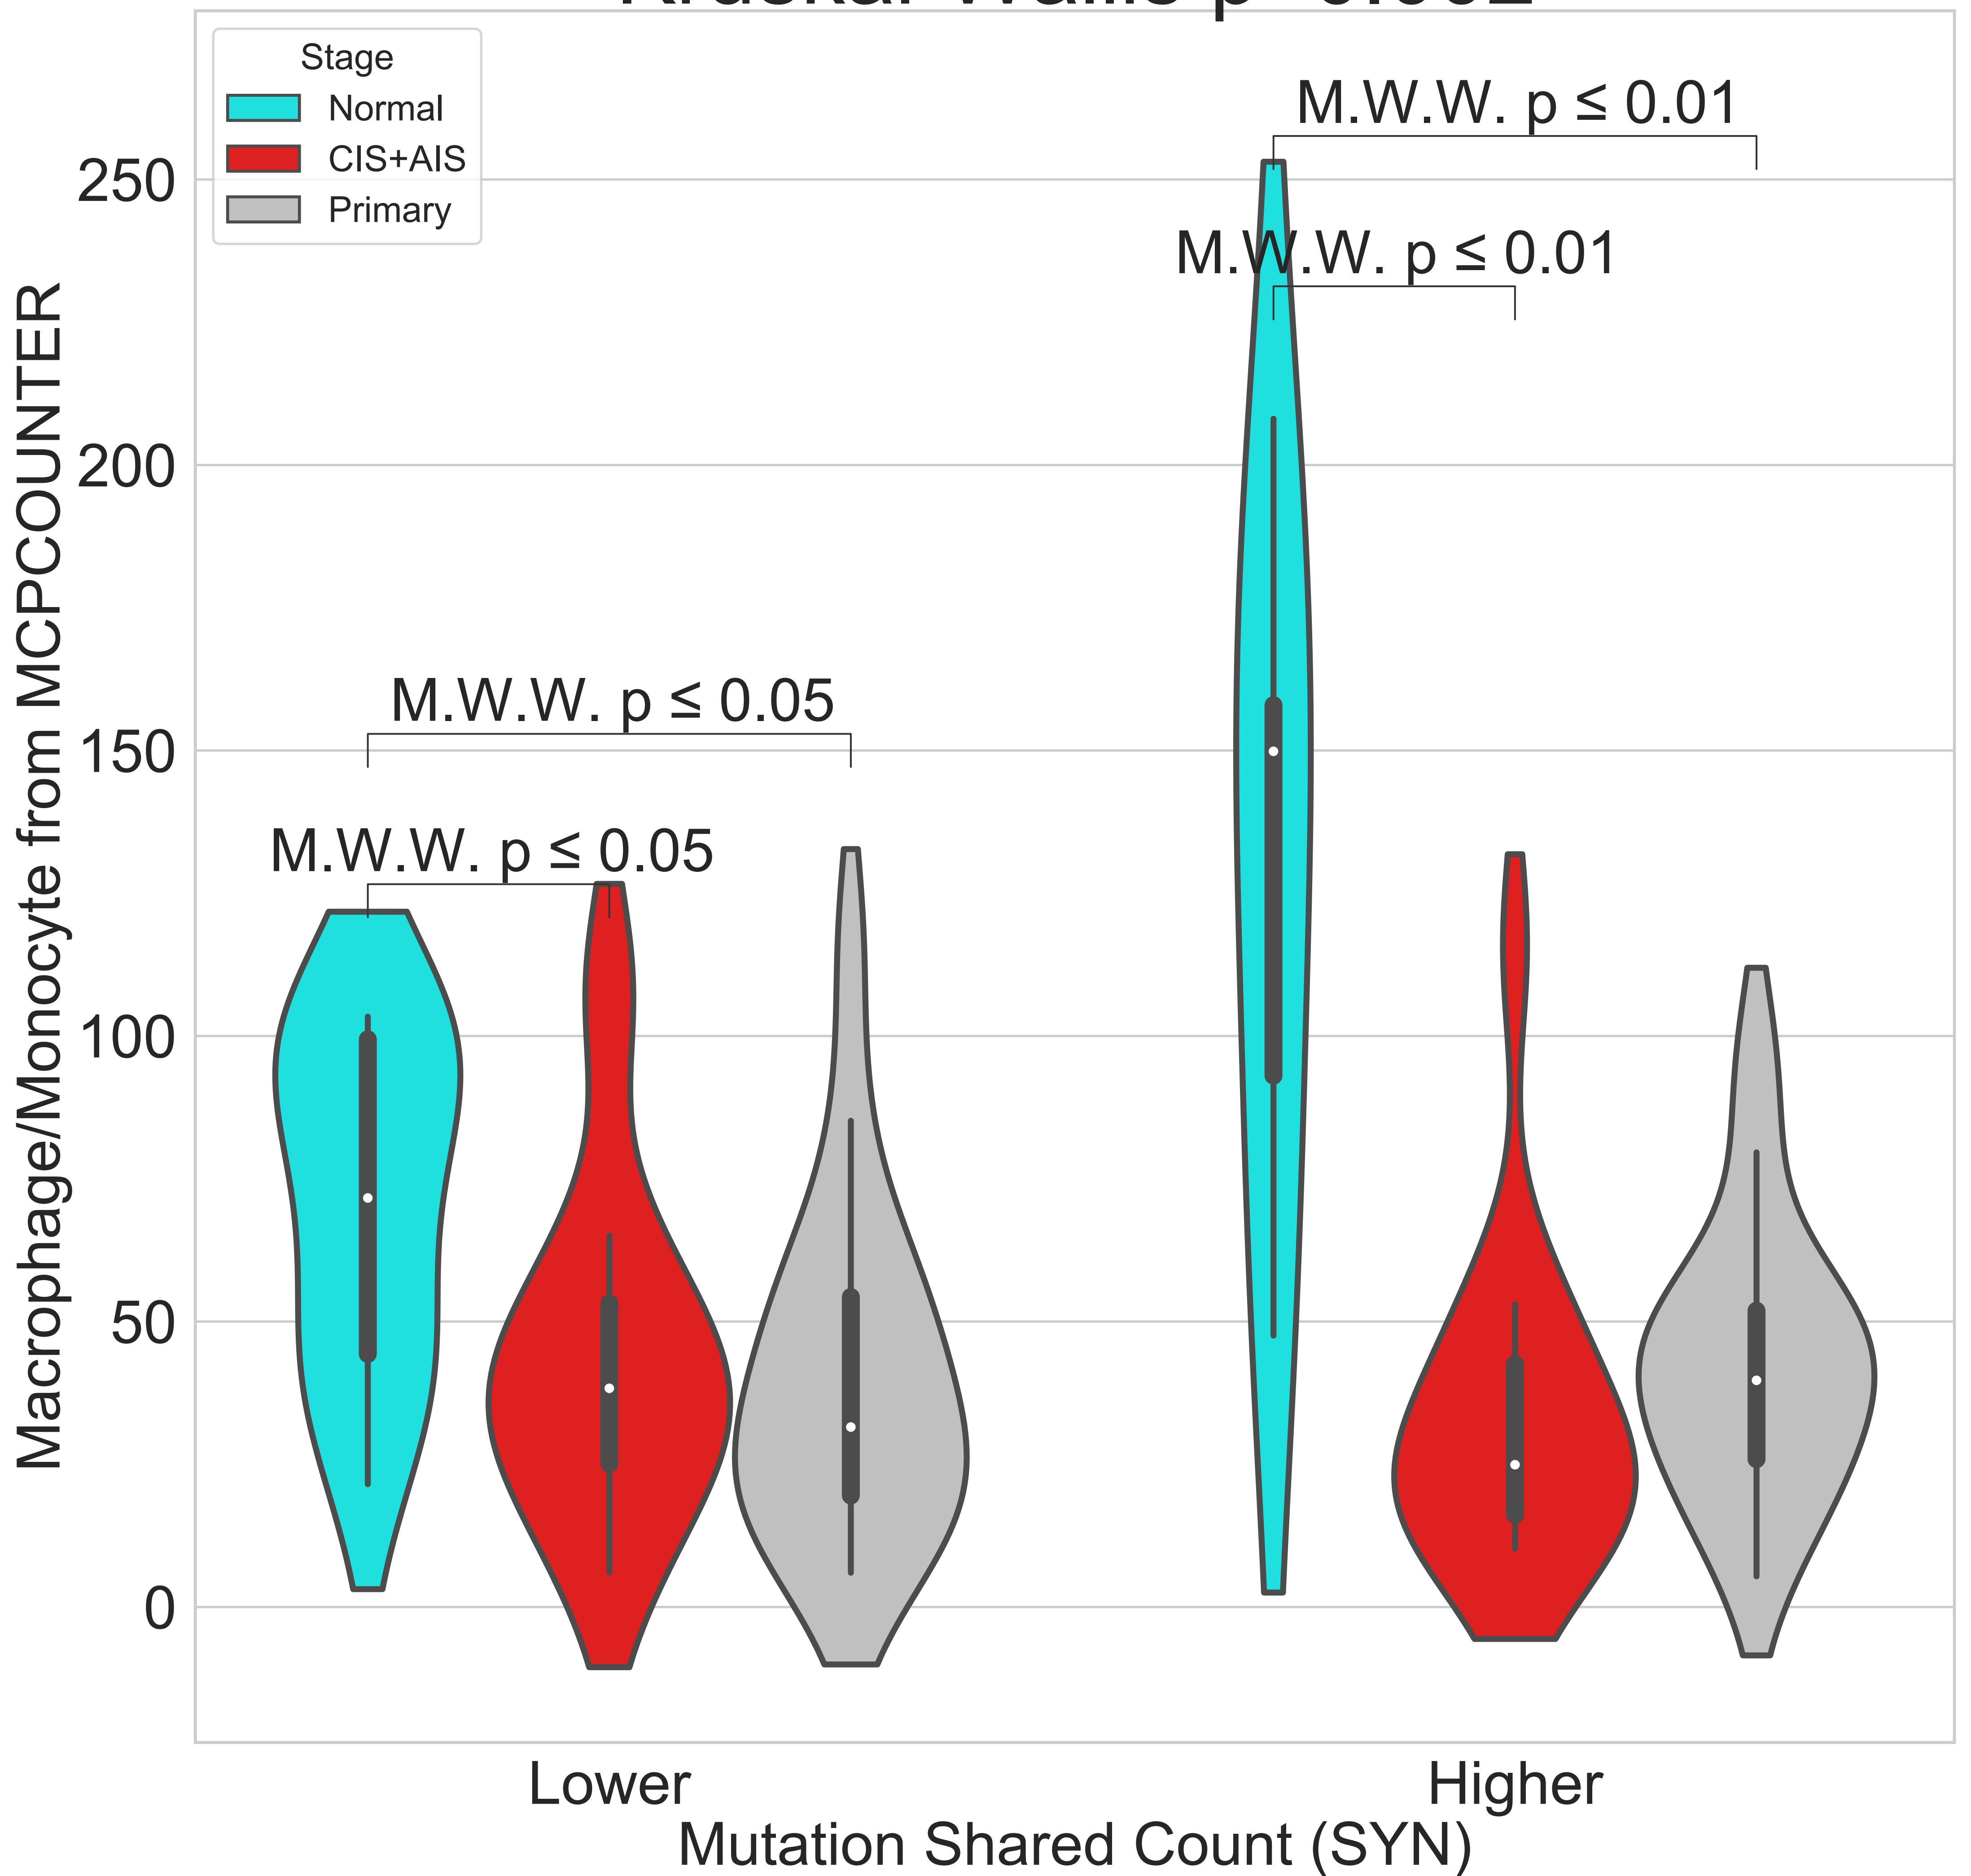 Stage
Normal
CIS+AIS
Primary
M.W.W. p ≤ 0.01
M.W.W. p ≤ 0.01
M.W.W. p ≤ 0.05
M.W.W. p ≤ 0.05
Macrophage/Monocyte from MCPCOUNTER
250
200
150
100
50
0
Lower
Higher
Mutation Shared Count (SYN)